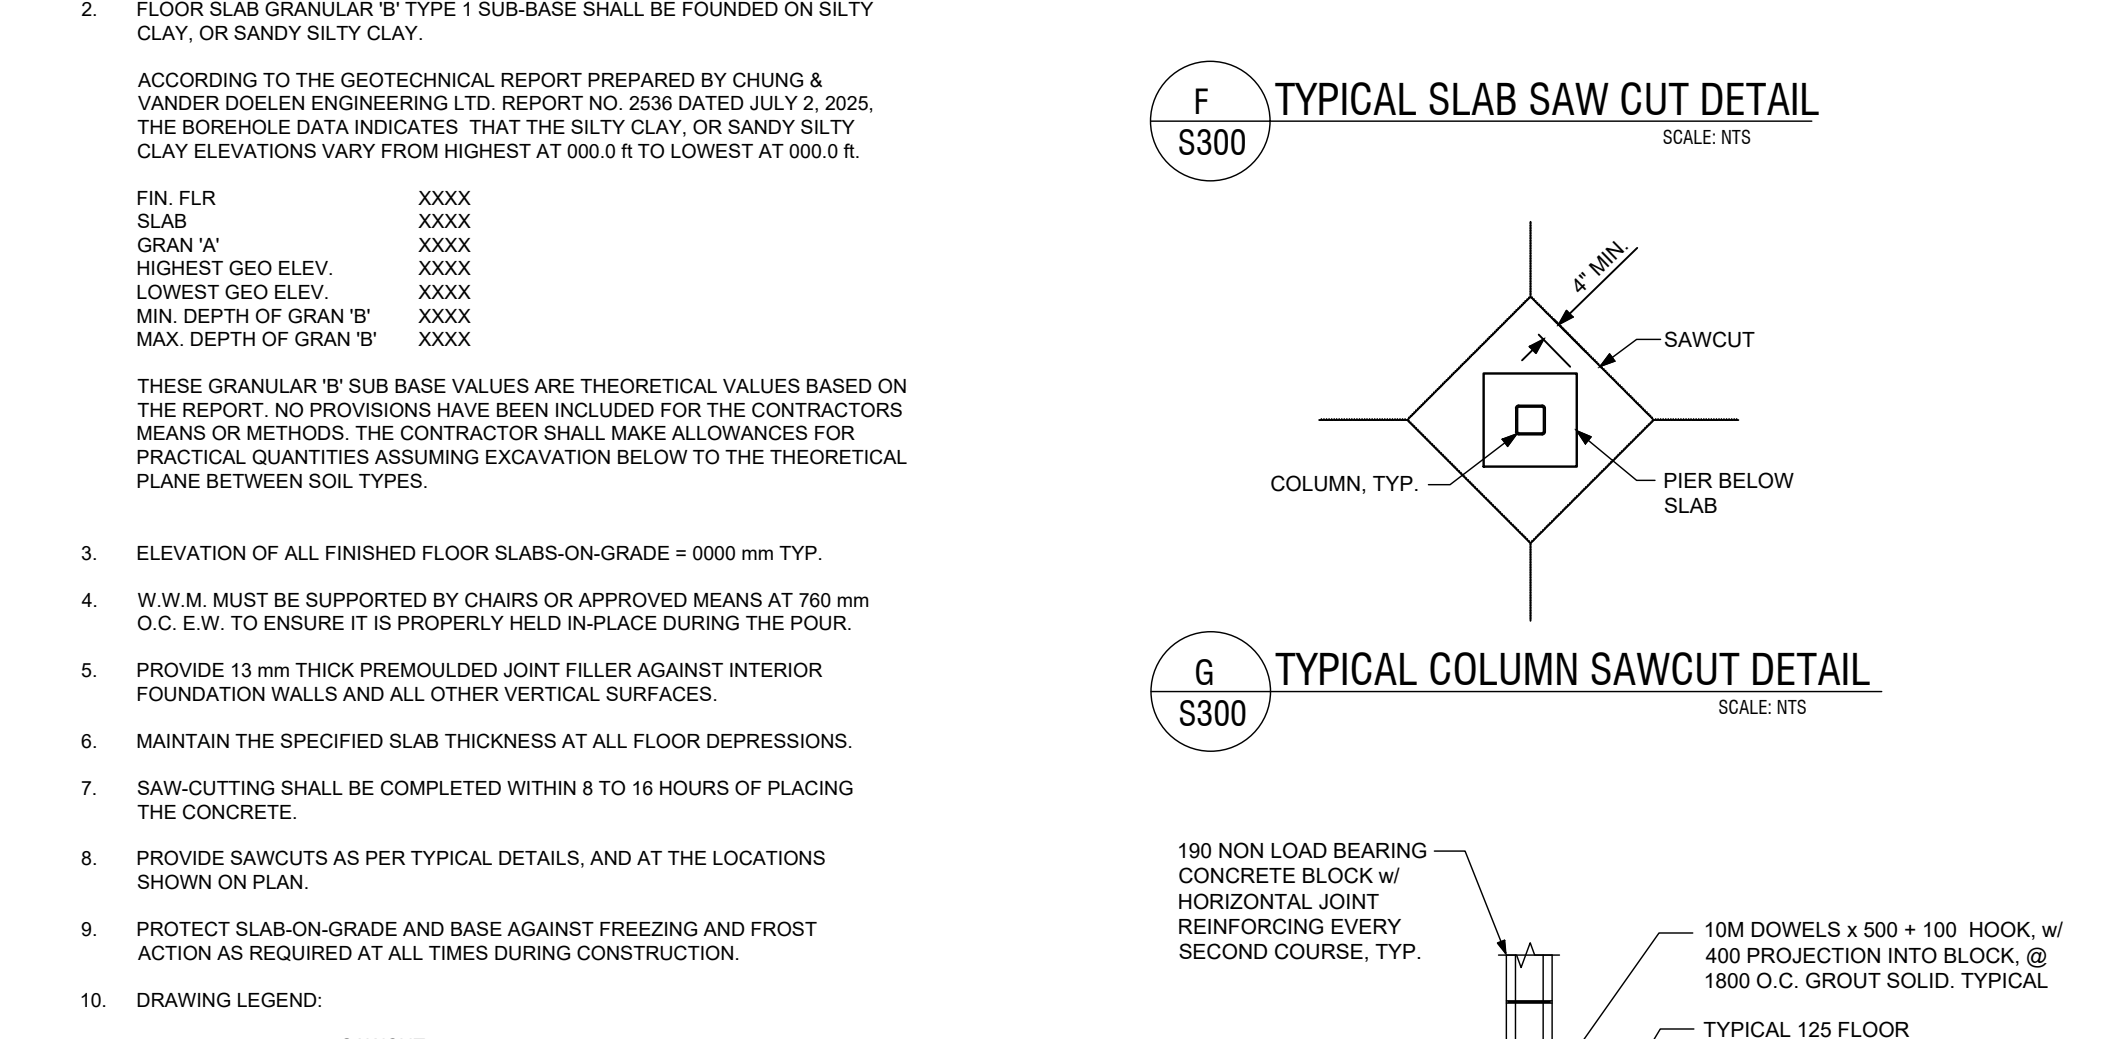 2. FLOOR SLAB GRANULAR 'B' TYPE 1 SUB-BASE SHALL BE FOUNDED ON SILTY
CLAY, OR SANDY SILTY CLAY.
ACCORDING TO THE GEOTECHNICAL REPORT PREPARED BY CHUNG &
VANDER DOELEN ENGINEERING LTD. REPORT NO. 2536 DATED JULY 2, 2025,
THE BOREHOLE DATA INDICATES THAT THE SILTY CLAY, OR SANDY SILTY
CLAY ELEVATIONS VARY FROM HIGHEST AT 000.0 ft TO LOWEST AT 000.0 ft.
FIN. FLR XXXX
SLAB XXXX
GRAN 'A' XXXX
HIGHEST GEO ELEV. XXXX
LOWEST GEO ELEV. XXXX
MIN. DEPTH OF GRAN 'B' XXXX
MAX. DEPTH OF GRAN 'B' XXXX
THESE GRANULAR 'B' SUB BASE VALUES ARE THEORETICAL VALUES BASED ON
THE REPORT. NO PROVISIONS HAVE BEEN INCLUDED FOR THE CONTRACTORS
MEANS OR METHODS. THE CONTRACTOR SHALL MAKE ALLOWANCES FOR
PRACTICAL QUANTITIES ASSUMING EXCAVATION BELOW TO THE THEORETICAL
PLANE BETWEEN SOIL TYPES.
3. ELEVATION OF ALL FINISHED FLOOR SLABS-ON-GRADE = 0000 mm TYP.
4. W.W.M. MUST BE SUPPORTED BY CHAIRS OR APPROVED MEANS AT 760 mm
O.C. E.W. TO ENSURE IT IS PROPERLY HELD IN-PLACE DURING THE POUR.
5. PROVIDE 13 mm THICK PREMOULDED JOINT FILLER AGAINST INTERIOR
FOUNDATION WALLS AND ALL OTHER VERTICAL SURFACES.
6. MAINTAIN THE SPECIFIED SLAB THICKNESS AT ALL FLOOR DEPRESSIONS.
7. SAW-CUTTING SHALL BE COMPLETED WITHIN 8 TO 16 HOURS OF PLACING
THE CONCRETE.
8. PROVIDE SAWCUTS AS PER TYPICAL DETAILS, AND AT THE LOCATIONS
SHOWN ON PLAN.
9. PROTECT SLAB-ON-GRADE AND BASE AGAINST FREEZING AND FROST
ACTION AS REQUIRED AT ALL TIMES DURING CONSTRUCTION.
10. DRAWING LEGEND:
F TYPICAL SLAB SAW CUT DETAIL
S300 SCALE: NTS
4" MIN.
SAWCUT
COLUMN, TYP.
PIER BELOW
SLAB
G TYPICAL COLUMN SAWCUT DETAIL
S300 SCALE: NTS
190 NON LOAD BEARING
CONCRETE BLOCK w/
HORIZONTAL JOINT
REINFORCING EVERY
SECOND COURSE, TYP.
10M DOWELS x 500 + 100 HOOK, w/
400 PROJECTION INTO BLOCK, @
1800 O.C. GROUT SOLID. TYPICAL
TYPICAL 125 FLOOR